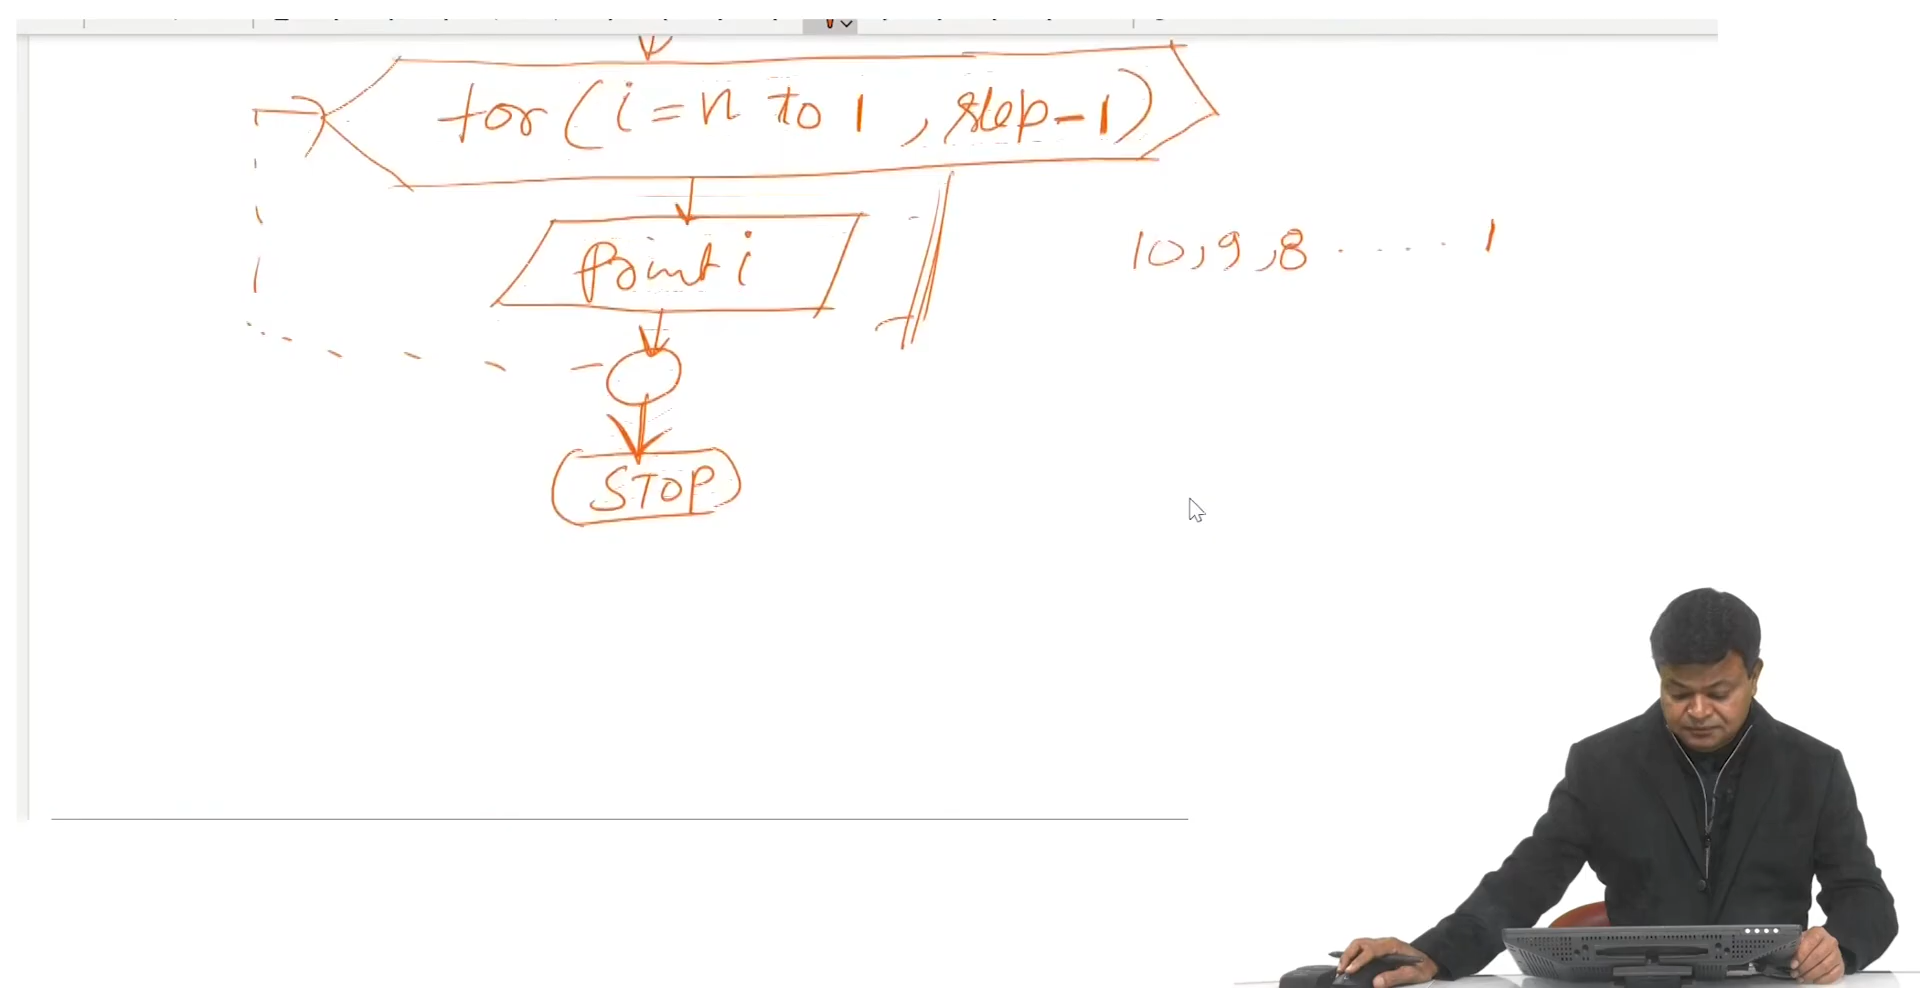 for (i = n to 1, step-1)
print i
10, 9, 8 ..... 1
STOP